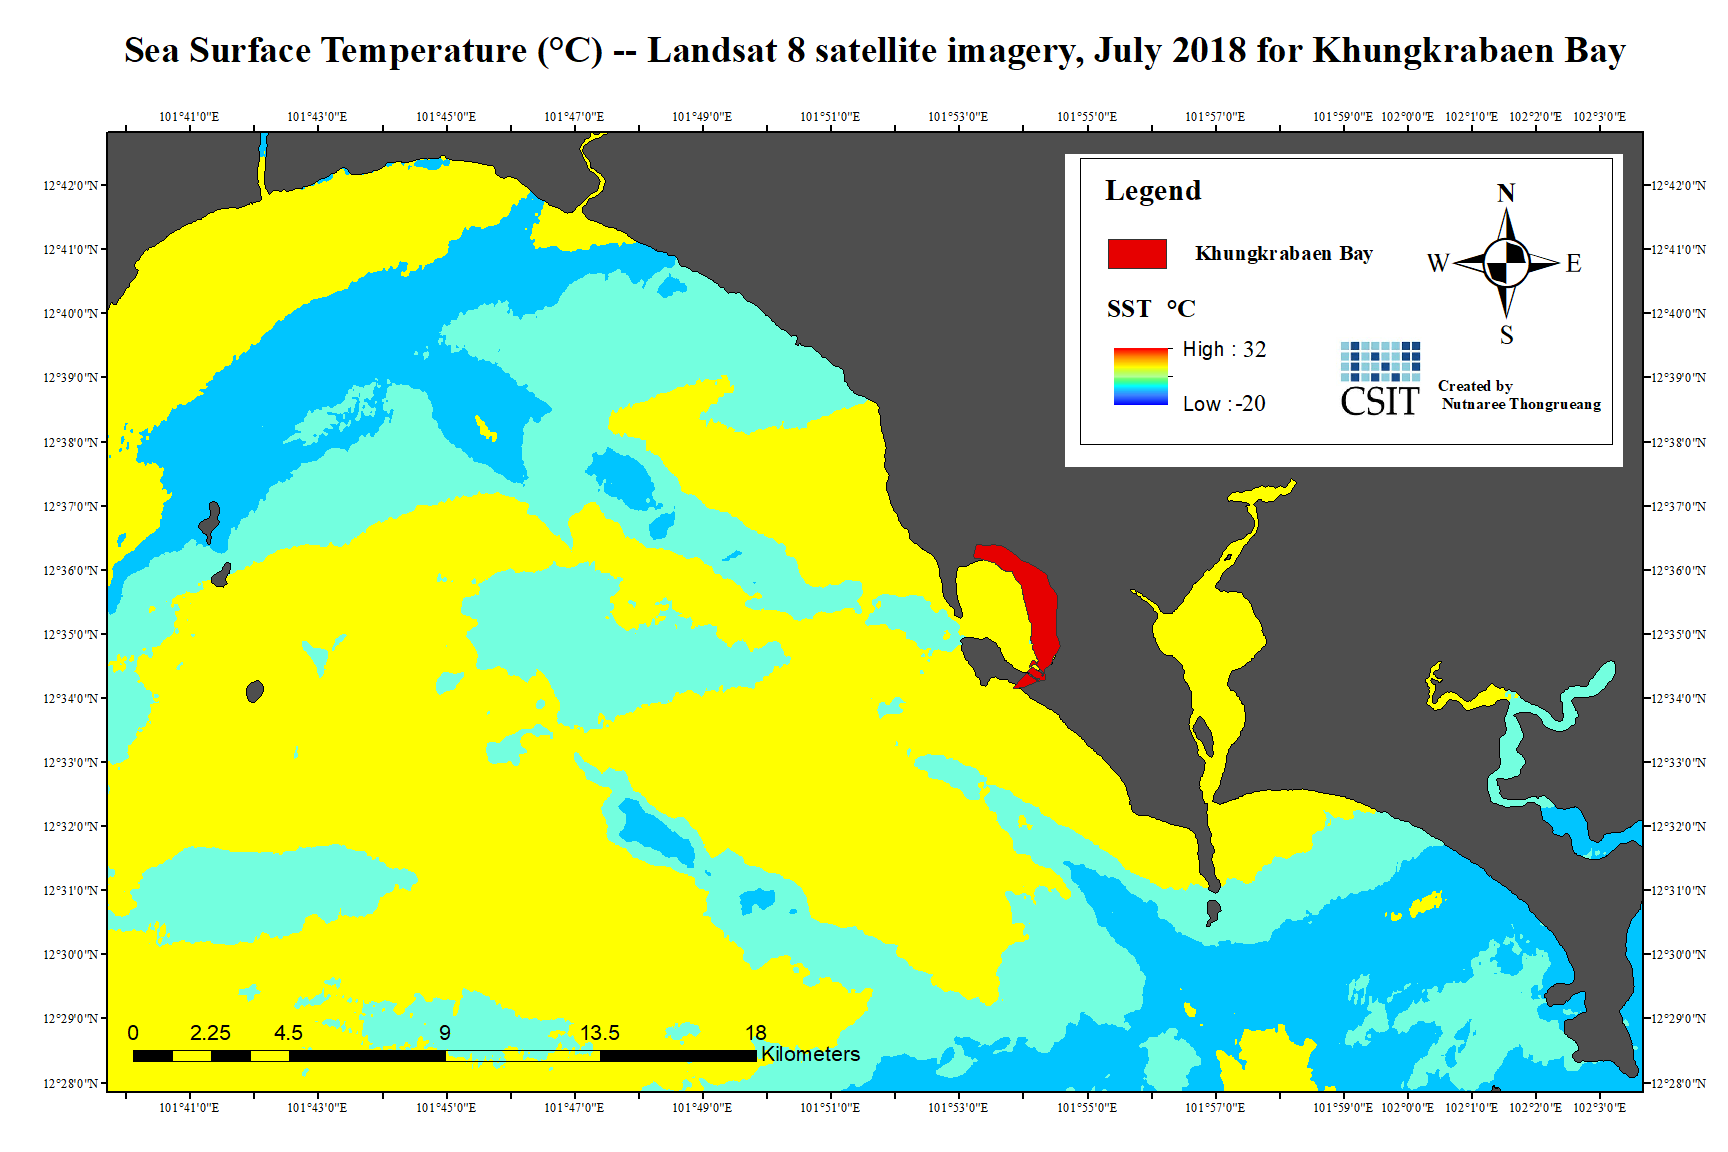 Sea Surface Temperature (°C) -- Landsat 8 satellite imagery, July 2018 for Khungkrabaen Bay
101°41'0"E 101°43'0"E 101°45'0"E 101°47'0"E 101°49'0"E 101°51'0"E 101°53'0"E 101°55'0"E 101°57'0"E 101°59'0"E 102°0'0"E 102°1'0"E 102°2'0"E 102°3'0"E
12°42'0"N 12°42'0"N
12°41'0"N 12°41'0"N
12°40'0"N 12°40'0"N
12°39'0"N 12°39'0"N
12°38'0"N 12°38'0"N
12°37'0"N 12°37'0"N
12°36'0"N 12°36'0"N
12°35'0"N 12°35'0"N
12°34'0"N 12°34'0"N
12°33'0"N 12°33'0"N
12°32'0"N 12°32'0"N
12°31'0"N 12°31'0"N
12°30'0"N 12°30'0"N
12°29'0"N 12°29'0"N
12°28'0"N 12°28'0"N
Legend
Khungkrabaen Bay
SST °C
High : 32
Low : -20
N
W E
S
CSIT
Created by
Nutnaree Thongrueang
0 2.25 4.5 9 13.5 18
Kilometers
101°41'0"E 101°43'0"E 101°45'0"E 101°47'0"E 101°49'0"E 101°51'0"E 101°53'0"E 101°55'0"E 101°57'0"E 101°59'0"E 102°0'0"E 102°1'0"E 102°2'0"E 102°3'0"E